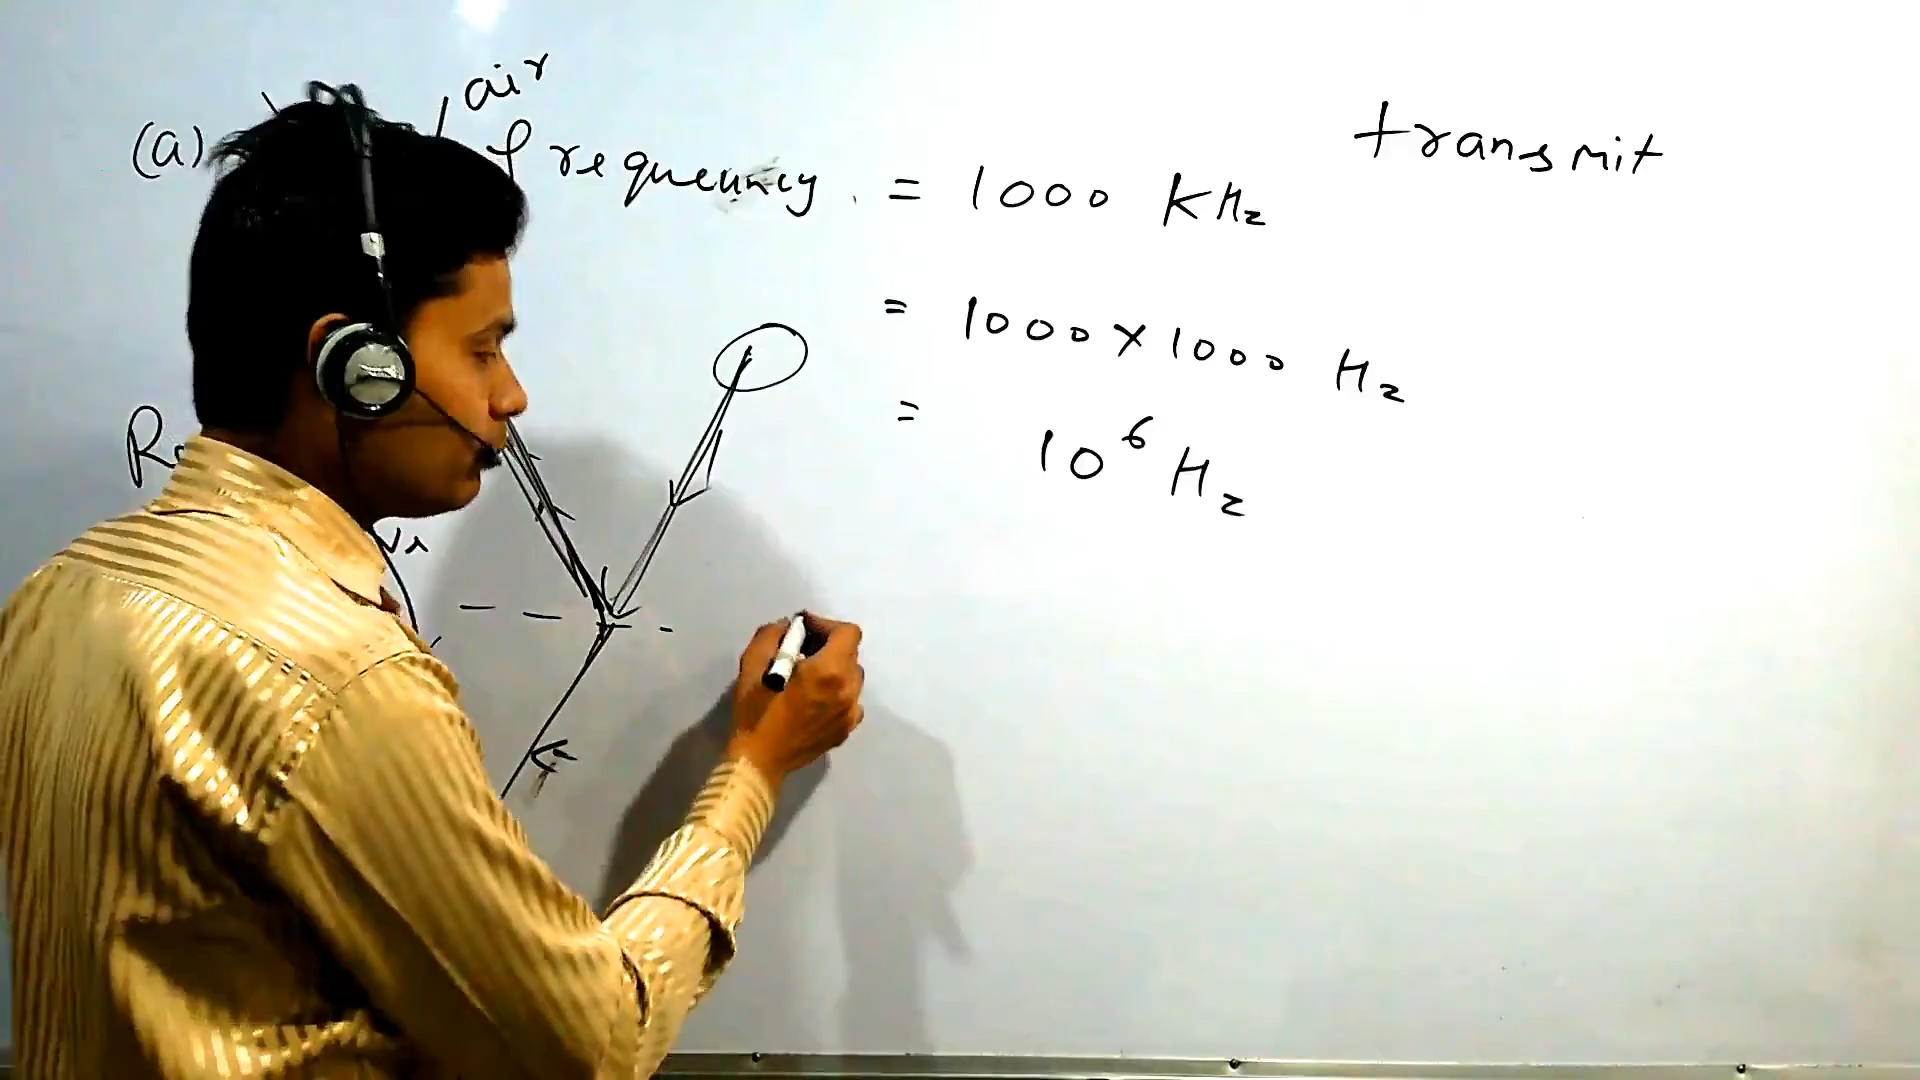 air
transmit
(a) frequency = 1000 KHz
= 1000 × 1000 Hz
= 10⁶ Hz